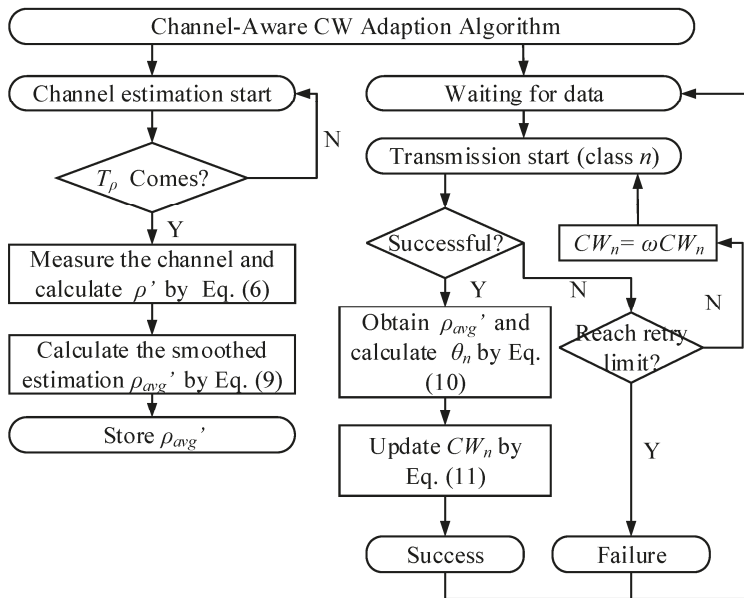 Channel-Aware CW Adaption Algorithm
Channel estimation start
N
Tρ Comes?
Y
Measure the channel and
calculate ρ’ by Eq. (6)
Calculate the smoothed
estimation ρavg’ by Eq. (9)
Store ρavg’
Waiting for data
Transmission start (class n)
Successful?
CWn= ωCWn
Y
N
N
Obtain ρavg’ and
calculate θn by Eq.
(10)
Reach retry
limit?
Update CWn by
Eq. (11)
Y
Success
Failure